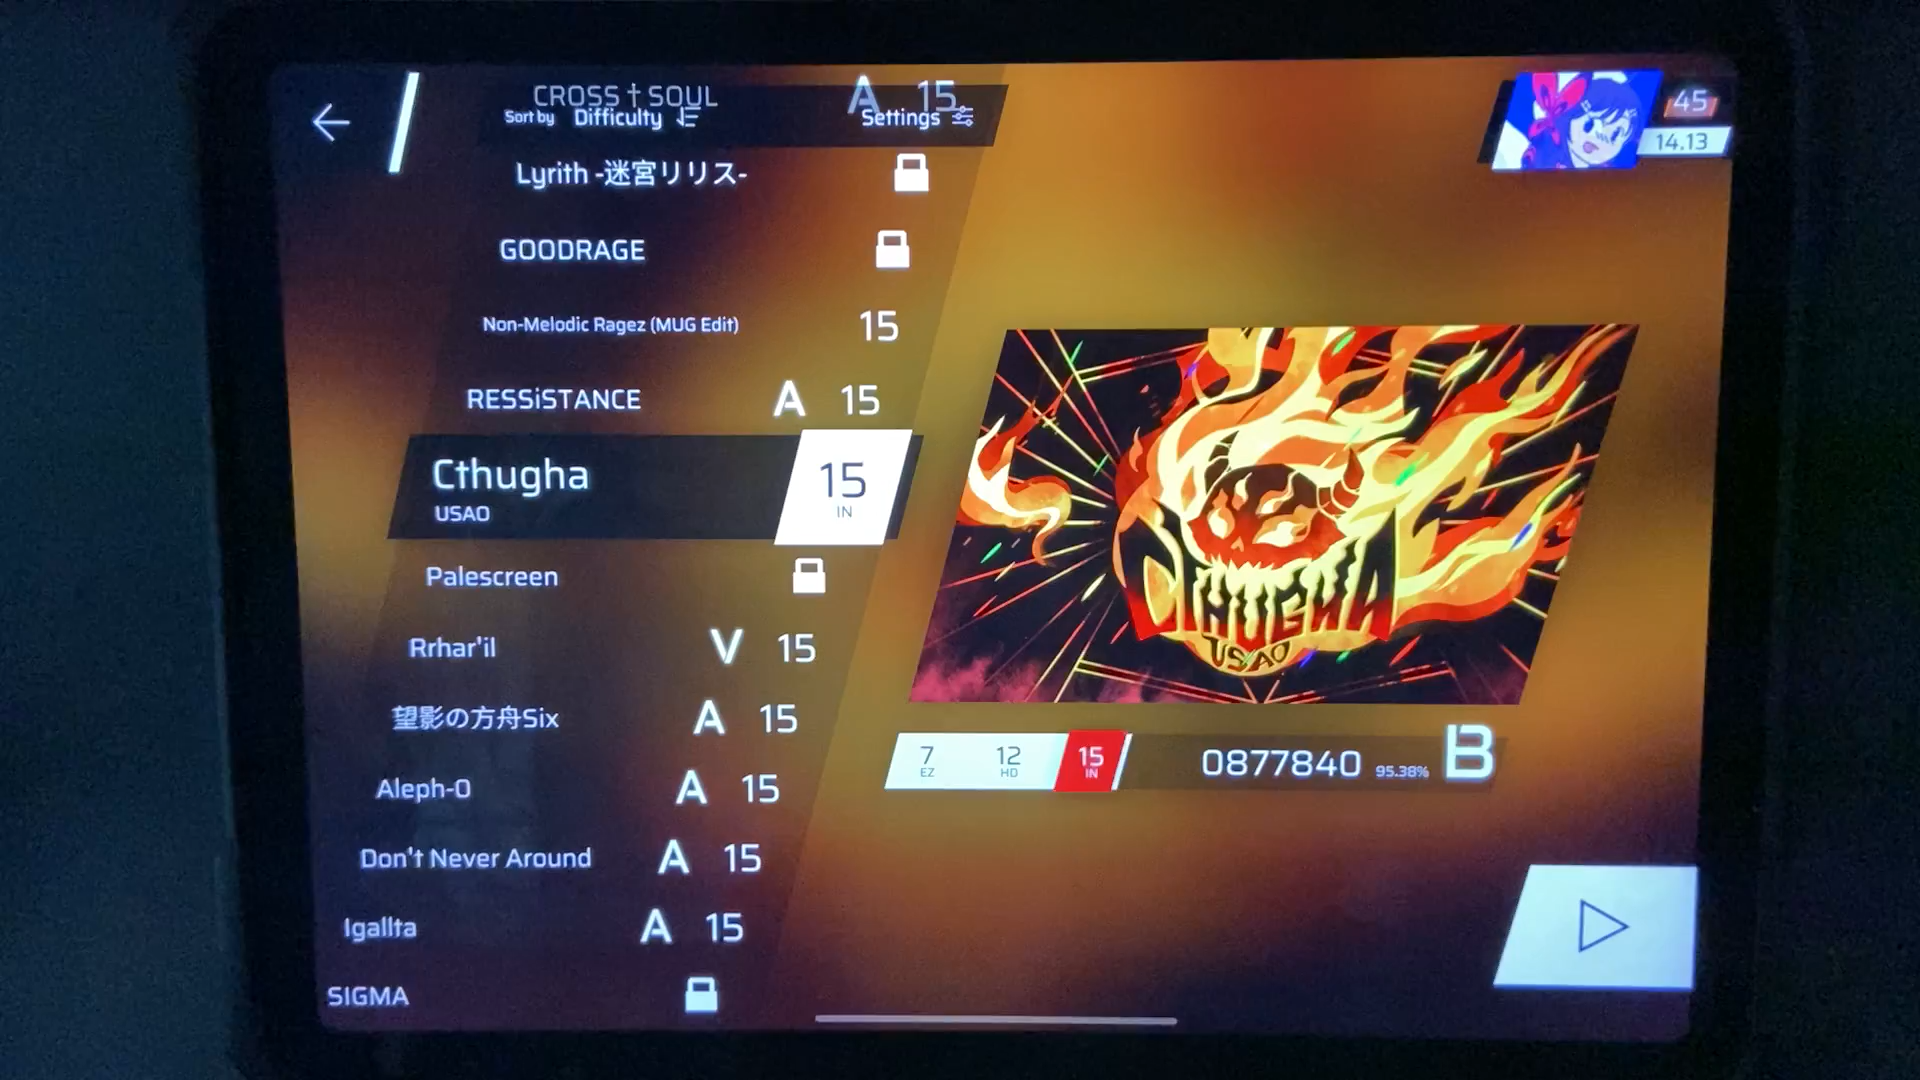 CROSS†SOUL A 15
Sort by Difficulty Settings
45
14.13
Lyrith -迷宮リリス-
GOODRAGE
Non-Melodic Ragez (MUG Edit) 15
RESSiSTANCE A 15
Cthugha 15
USAO IN
Palescreen
Rrhar'il V 15
望影の方舟Six A 15
Aleph-0 A 15
Don't Never Around A 15
Igallta A 15
SIGMA
CTHUGHA
USAO
7 12 15 0877840 95.38% B
EZ HD IN